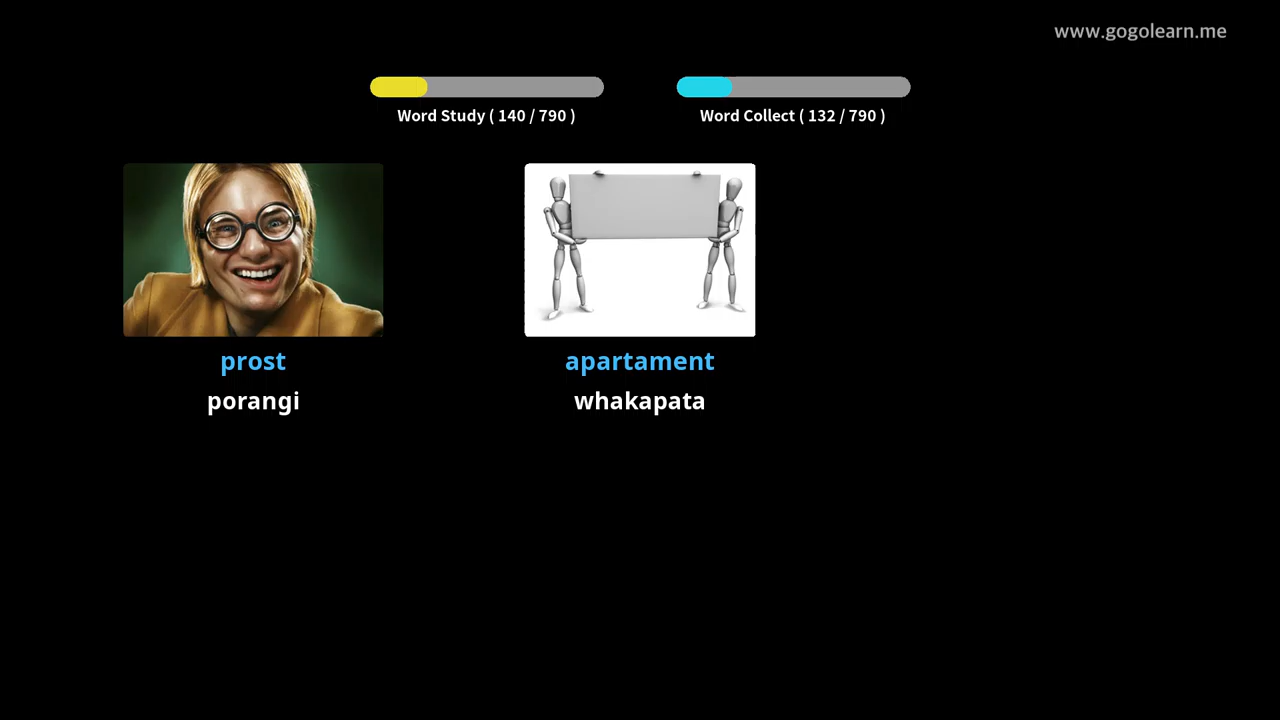 www.gogolearn.me
Word Study ( 140 / 790 )
Word Collect ( 132 / 790 )
prost
porangi
apartament
whakapata